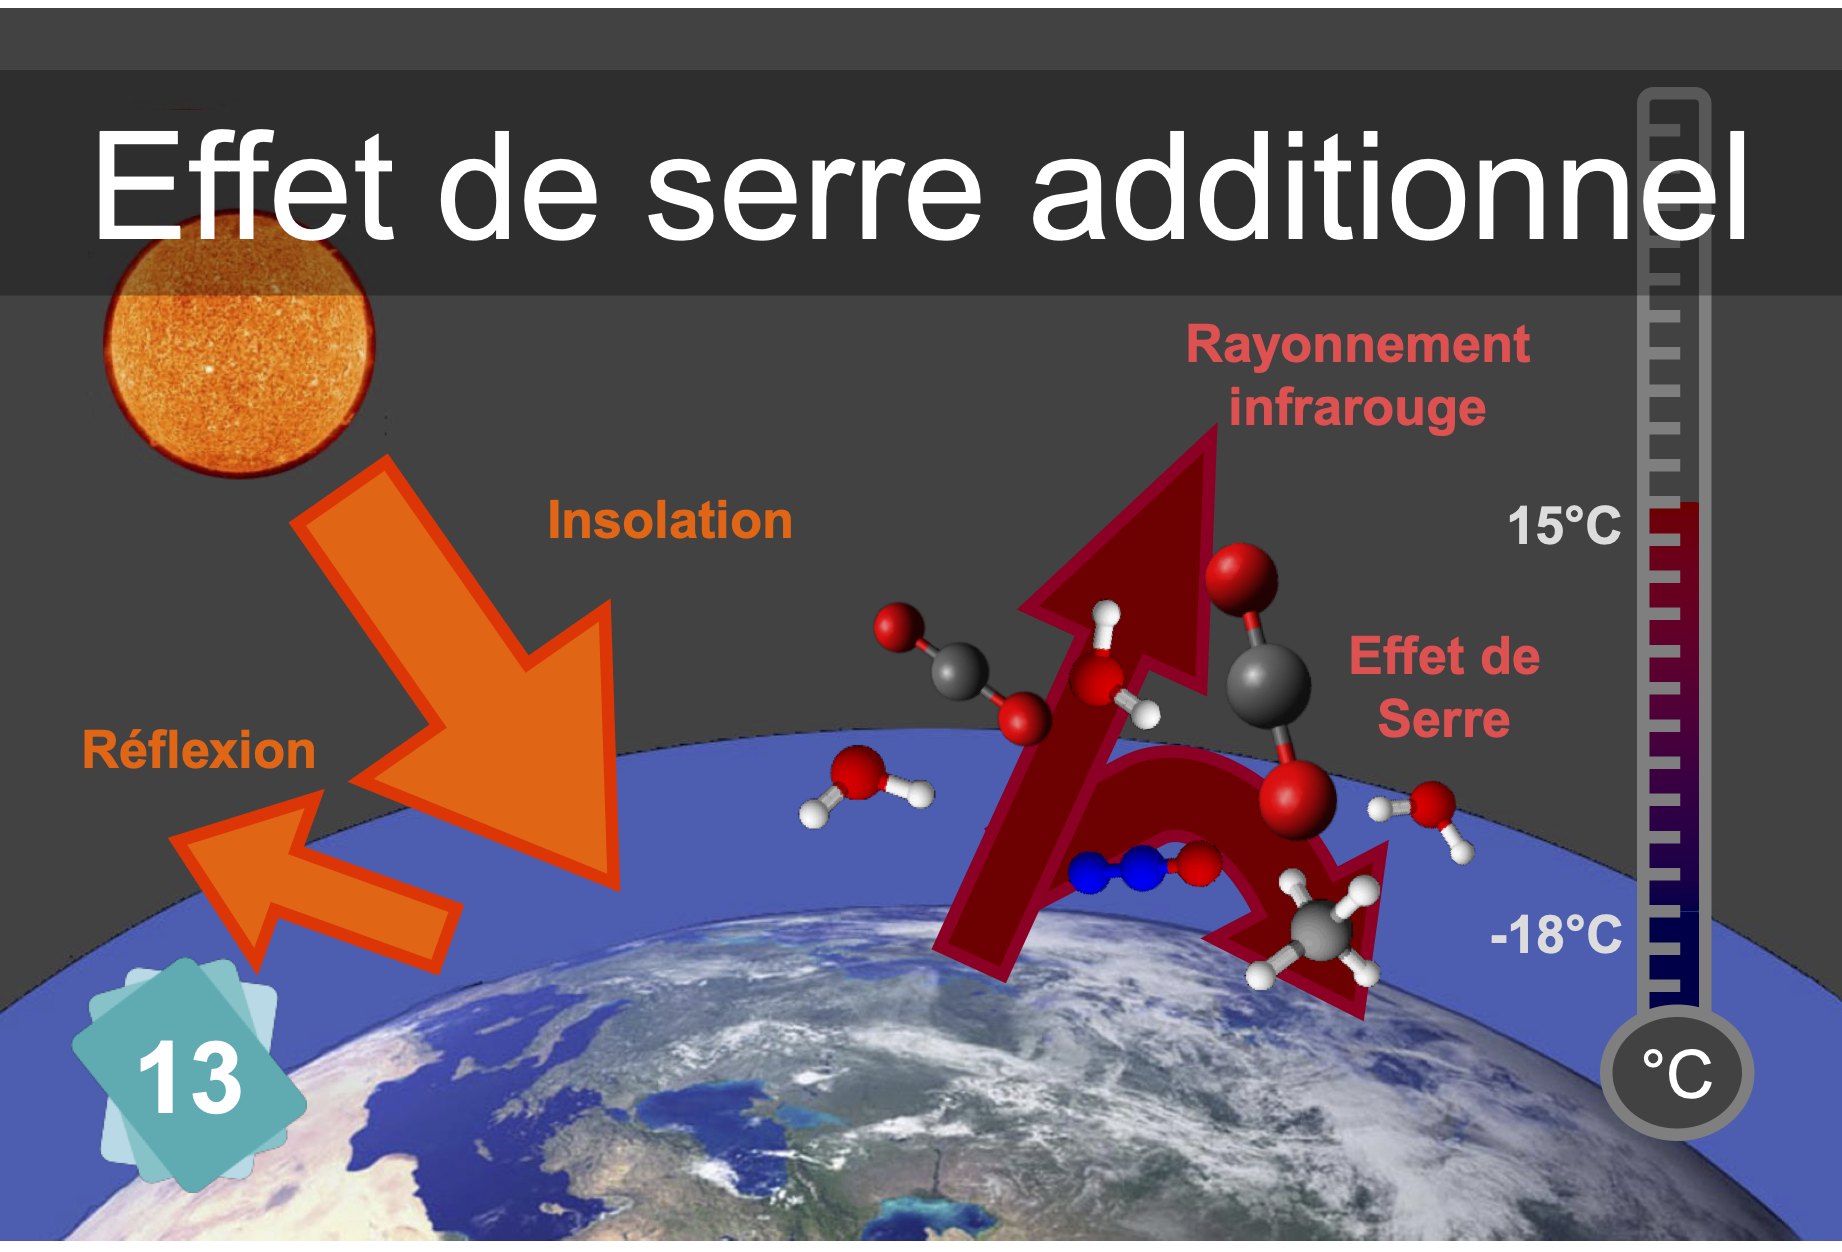 Effet de serre additionnel
Rayonnement
infrarouge
Insolation
15°C
Effet de
Serre
Réflexion
-18°C
13
°C